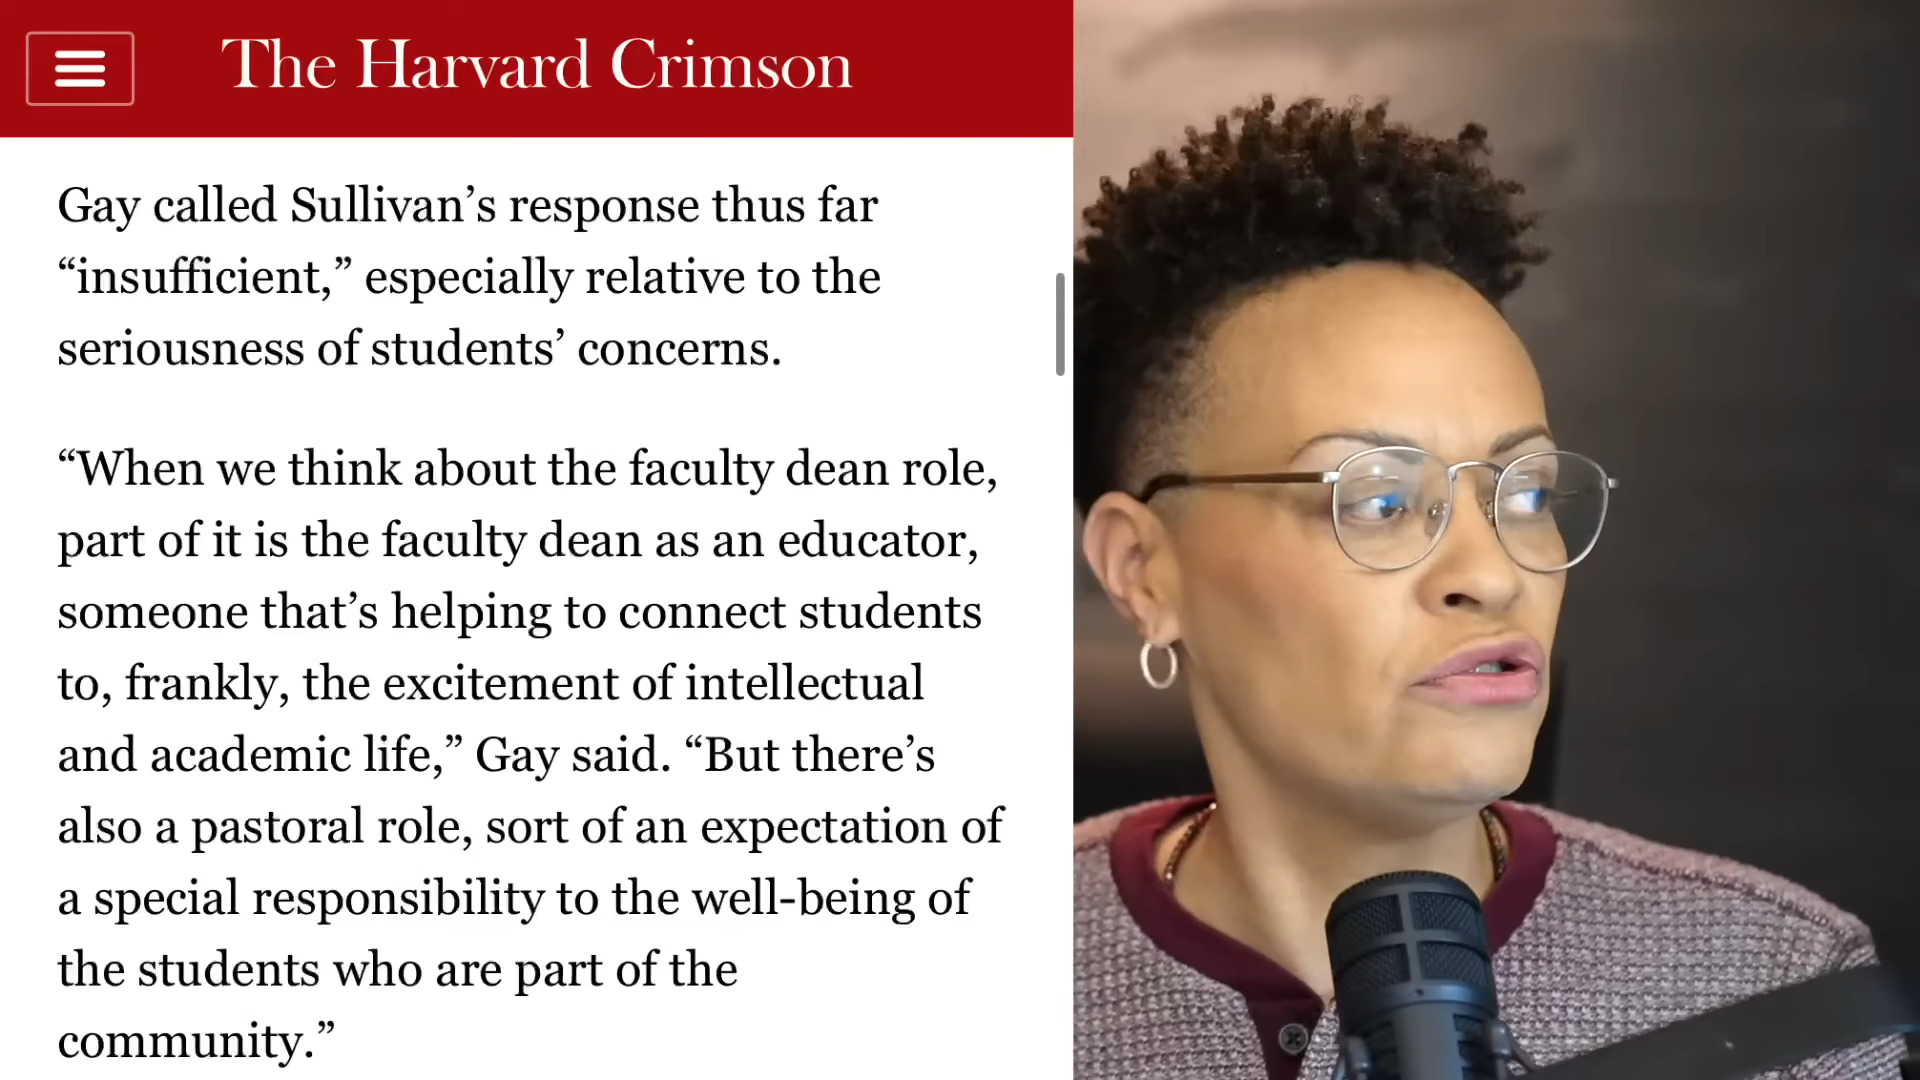 The Harvard Crimson
Gay called Sullivan’s response thus far
“insufficient,” especially relative to the
seriousness of students’ concerns.
“When we think about the faculty dean role,
part of it is the faculty dean as an educator,
someone that’s helping to connect students
to, frankly, the excitement of intellectual
and academic life,” Gay said. “But there’s
also a pastoral role, sort of an expectation of
a special responsibility to the well-being of
the students who are part of the
community.”